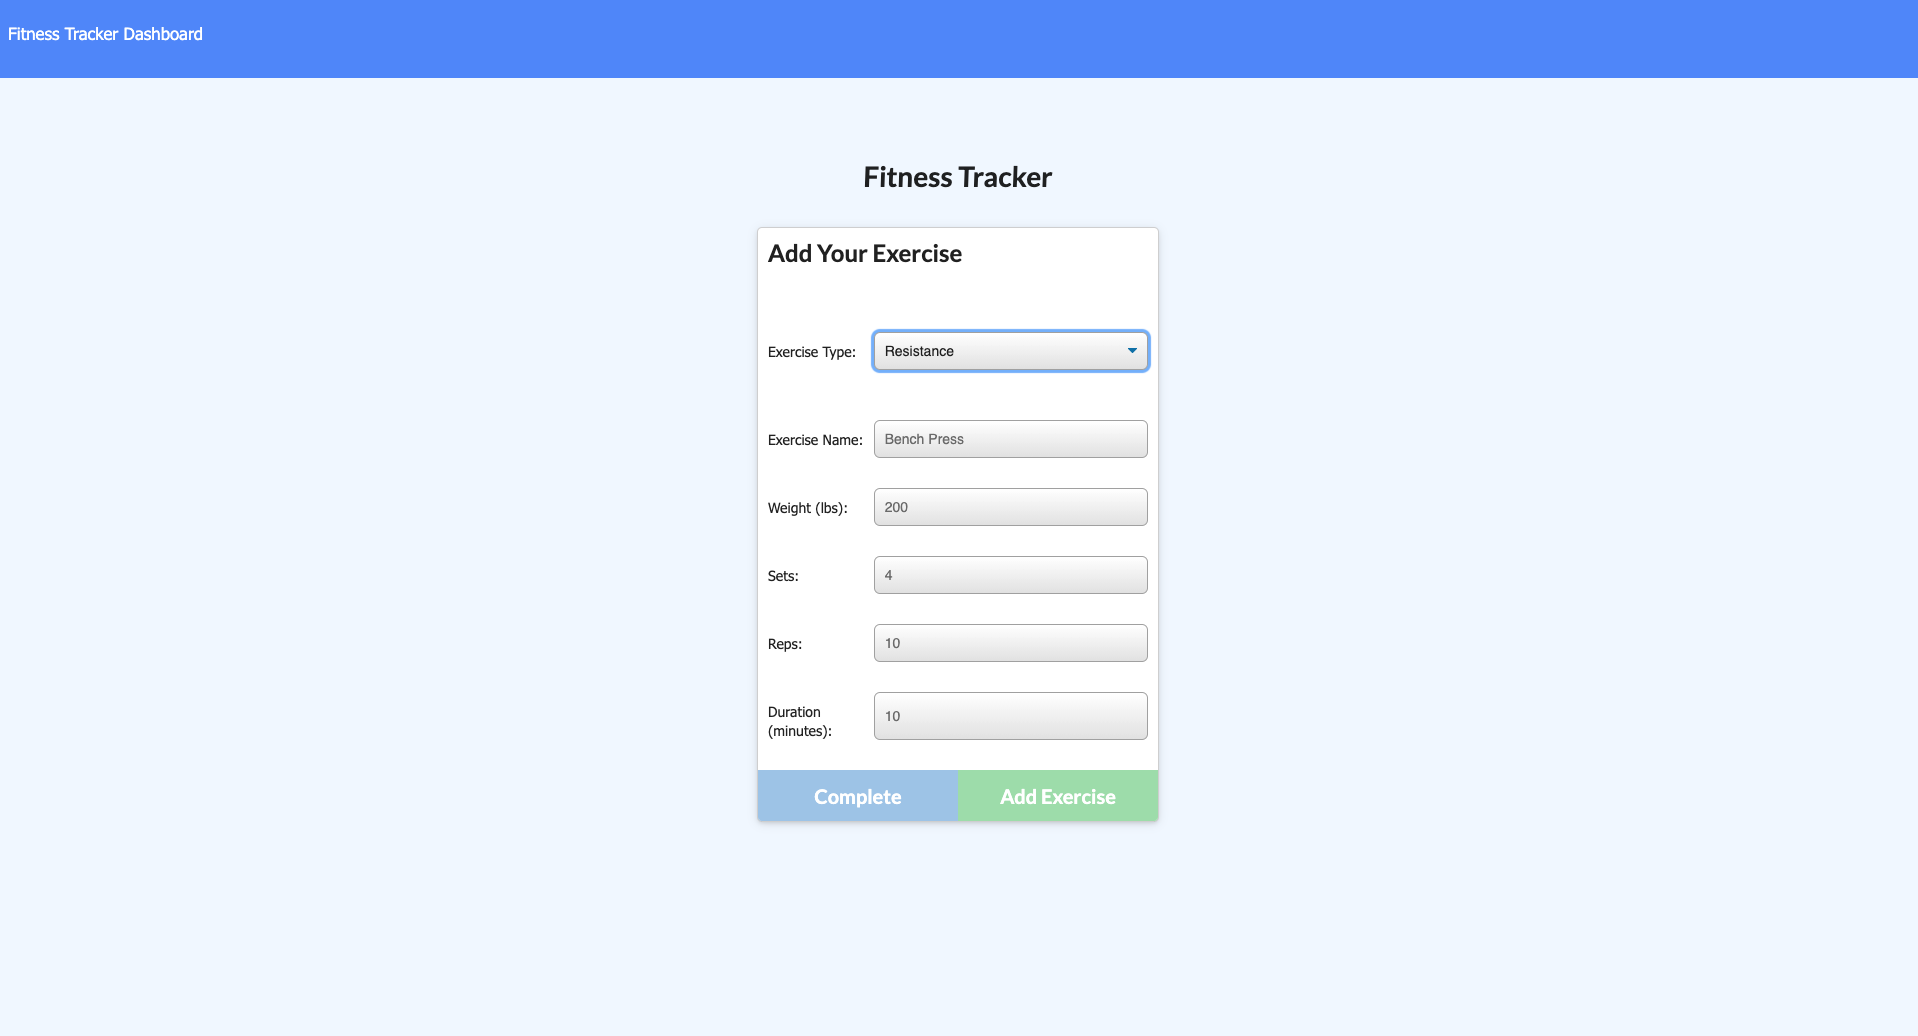 Fitness Tracker Dashboard
Fitness Tracker
Add Your Exercise
Exercise Type: Resistance
Exercise Name: Bench Press
Weight (lbs): 200
Sets: 4
Reps: 10
Duration
(minutes): 10
Complete Add Exercise